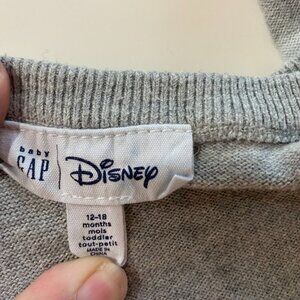 baby
GAP
Disney
12-18
months
mois
toddler
tout-petit
MADE IN
CHINA